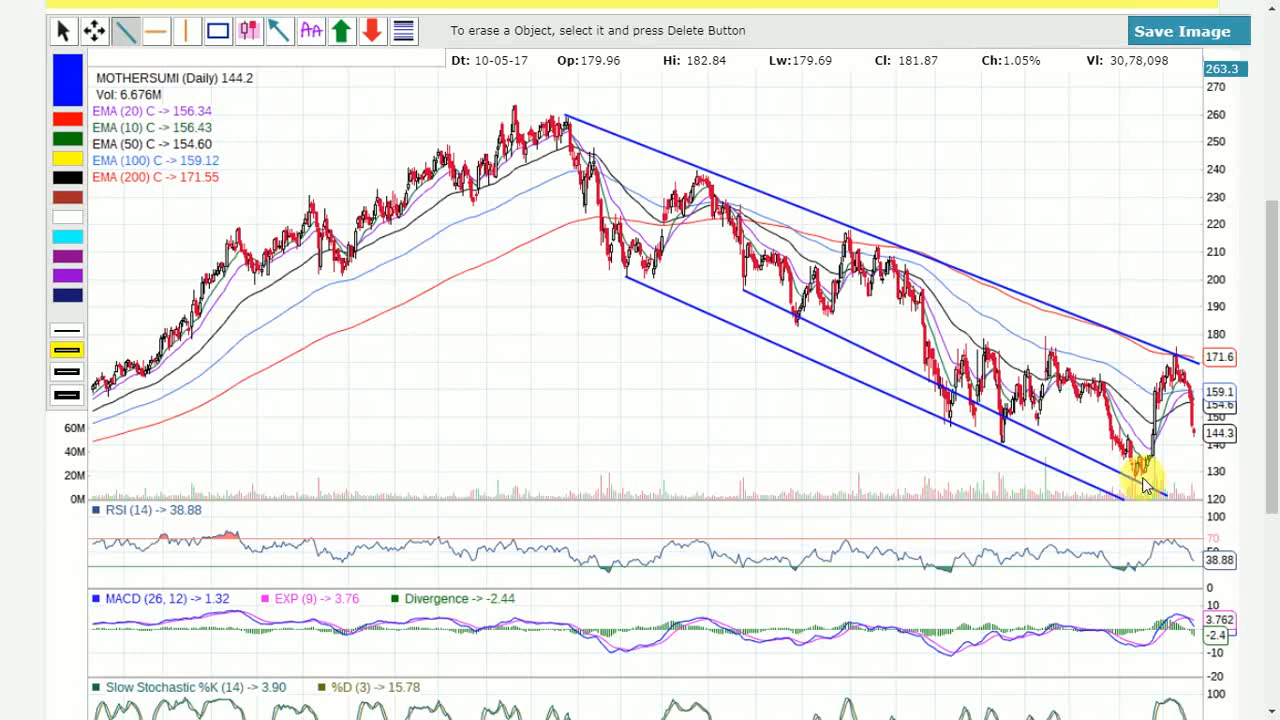 To erase a Object, select it and press Delete Button
Save Image
Dt: 10-05-17 Op:179.96 Hi: 182.84 Lw:179.69 Cl: 181.87 Ch:1.05% Vl: 30,78,098
263.3
MOTHERSUMI (Daily) 144.2
Vol: 6.676M
EMA (20) C -> 156.34
EMA (10) C -> 156.43
EMA (50) C -> 154.60
EMA (100) C -> 159.12
EMA (200) C -> 171.55
270
260
250
240
230
220
210
200
190
180
171.6
159.1
154.6
150
144.3
140
130
120
60M
40M
20M
0M
RSI (14) -> 38.88
100
70
38.88
0
MACD (26, 12) -> 1.32 EXP (9) -> 3.76 Divergence -> -2.44
10
3.762
-2.4
-10
-20
Slow Stochastic %K (14) -> 3.90 %D (3) -> 15.78
100